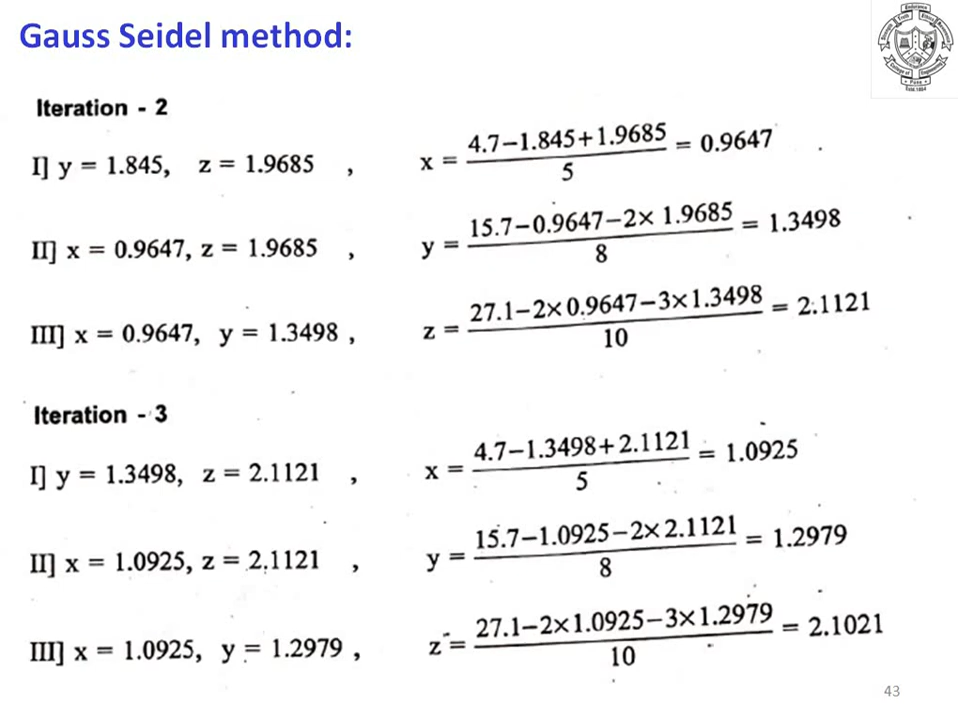 Gauss Seidel method:
Iteration - 2
I] y = 1.845, z = 1.9685 , x = (4.7−1.845+1.9685)/5 = 0.9647
II] x = 0.9647, z = 1.9685 , y = (15.7−0.9647−2× 1.9685)/8 = 1.3498
III] x = 0.9647, y = 1.3498 , z = (27.1−2×0.9647−3×1.3498)/10 = 2.1121
Iteration - 3
I] y = 1.3498, z = 2.1121 , x = (4.7−1.3498+2.1121)/5 = 1.0925
II] x = 1.0925, z = 2.1121 , y = (15.7−1.0925−2×2.1121)/8 = 1.2979
III] x = 1.0925, y = 1.2979 , z = (27.1−2×1.0925−3×1.2979)/10 = 2.1021
43